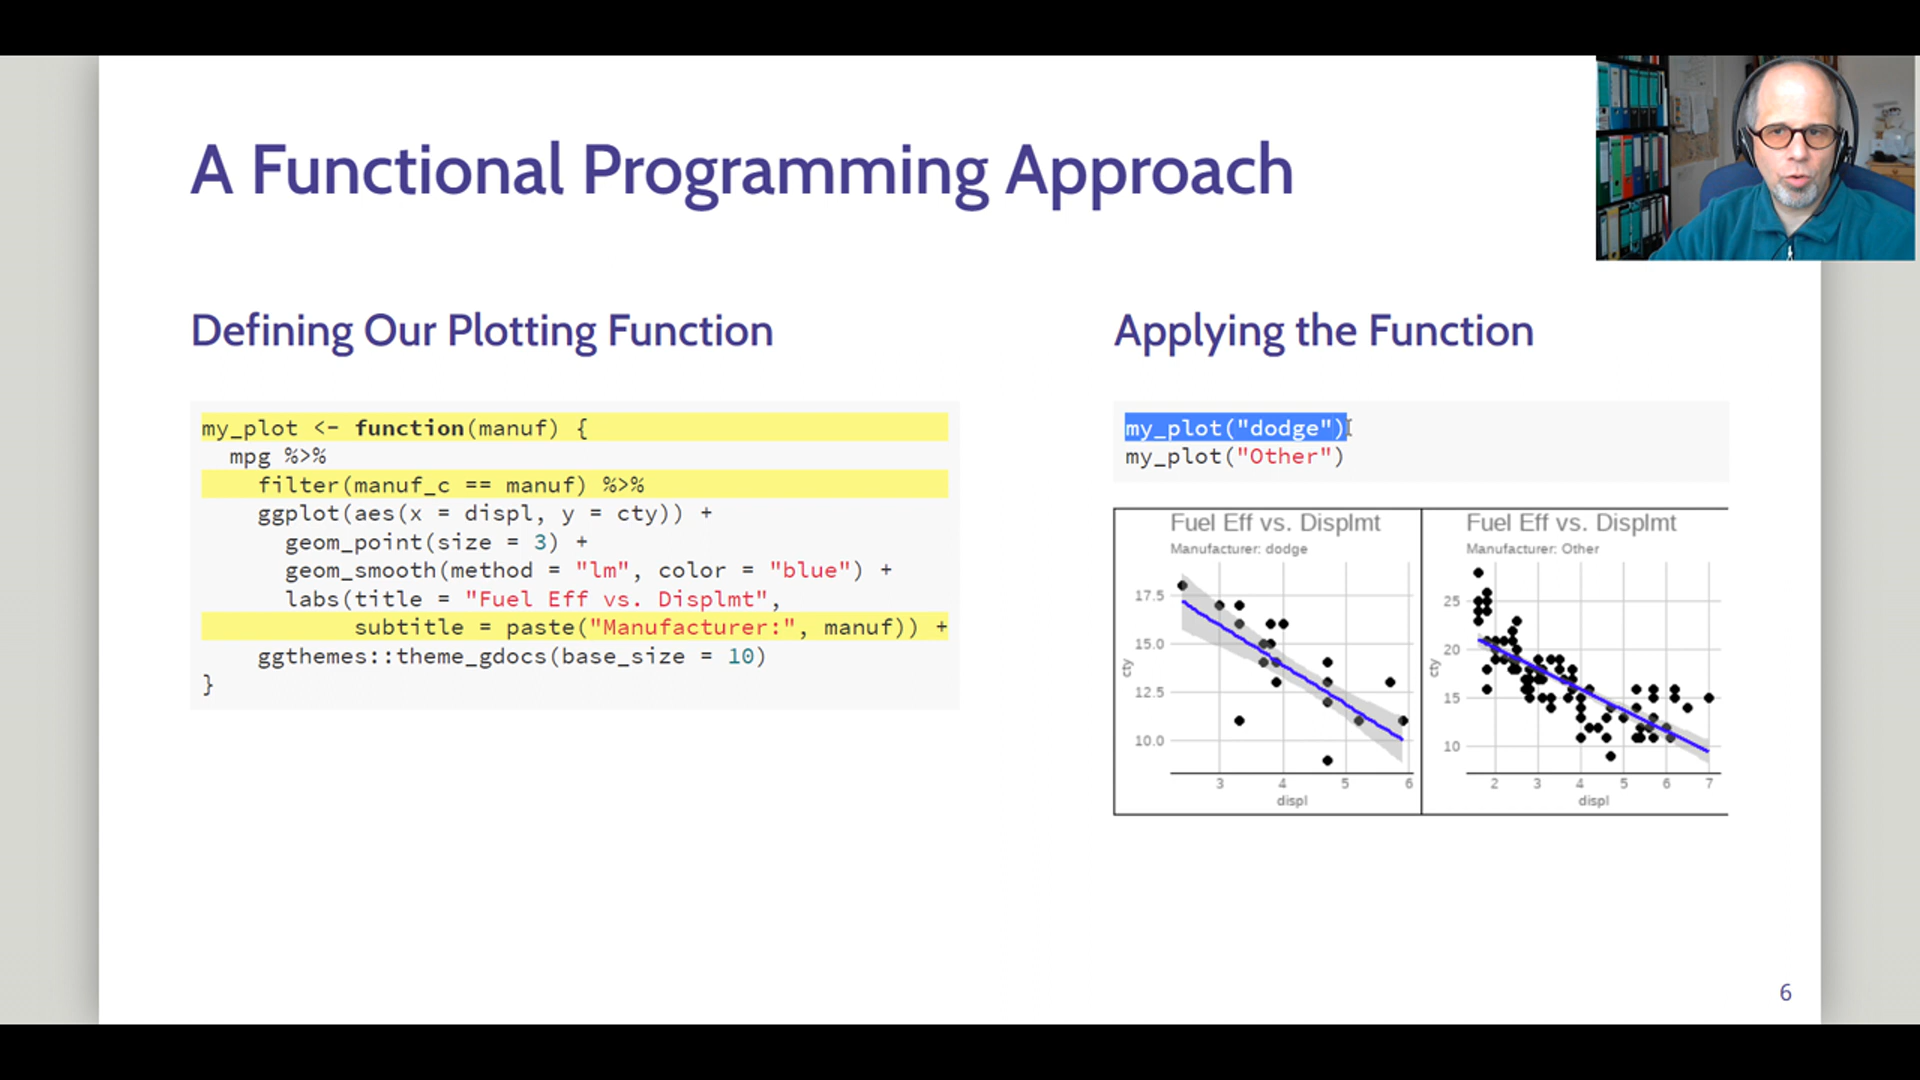 A Functional Programming Approach
Defining Our Plotting Function
my_plot <- function(manuf) {
  mpg %>%
    filter(manuf_c == manuf) %>%
    ggplot(aes(x = displ, y = cty)) +
      geom_point(size = 3) +
      geom_smooth(method = "lm", color = "blue") +
      labs(title = "Fuel Eff vs. Displmt",
           subtitle = paste("Manufacturer:", manuf)) +
    ggthemes::theme_gdocs(base_size = 10)
}
Applying the Function
my_plot("dodge")
my_plot("Other")
Fuel Eff vs. Displmt
Manufacturer: dodge
17.5
15.0
12.5
10.0
cty
3 4 5 6
displ
Fuel Eff vs. Displmt
Manufacturer: Other
25
20
15
10
cty
2 3 4 5 6 7
displ
6